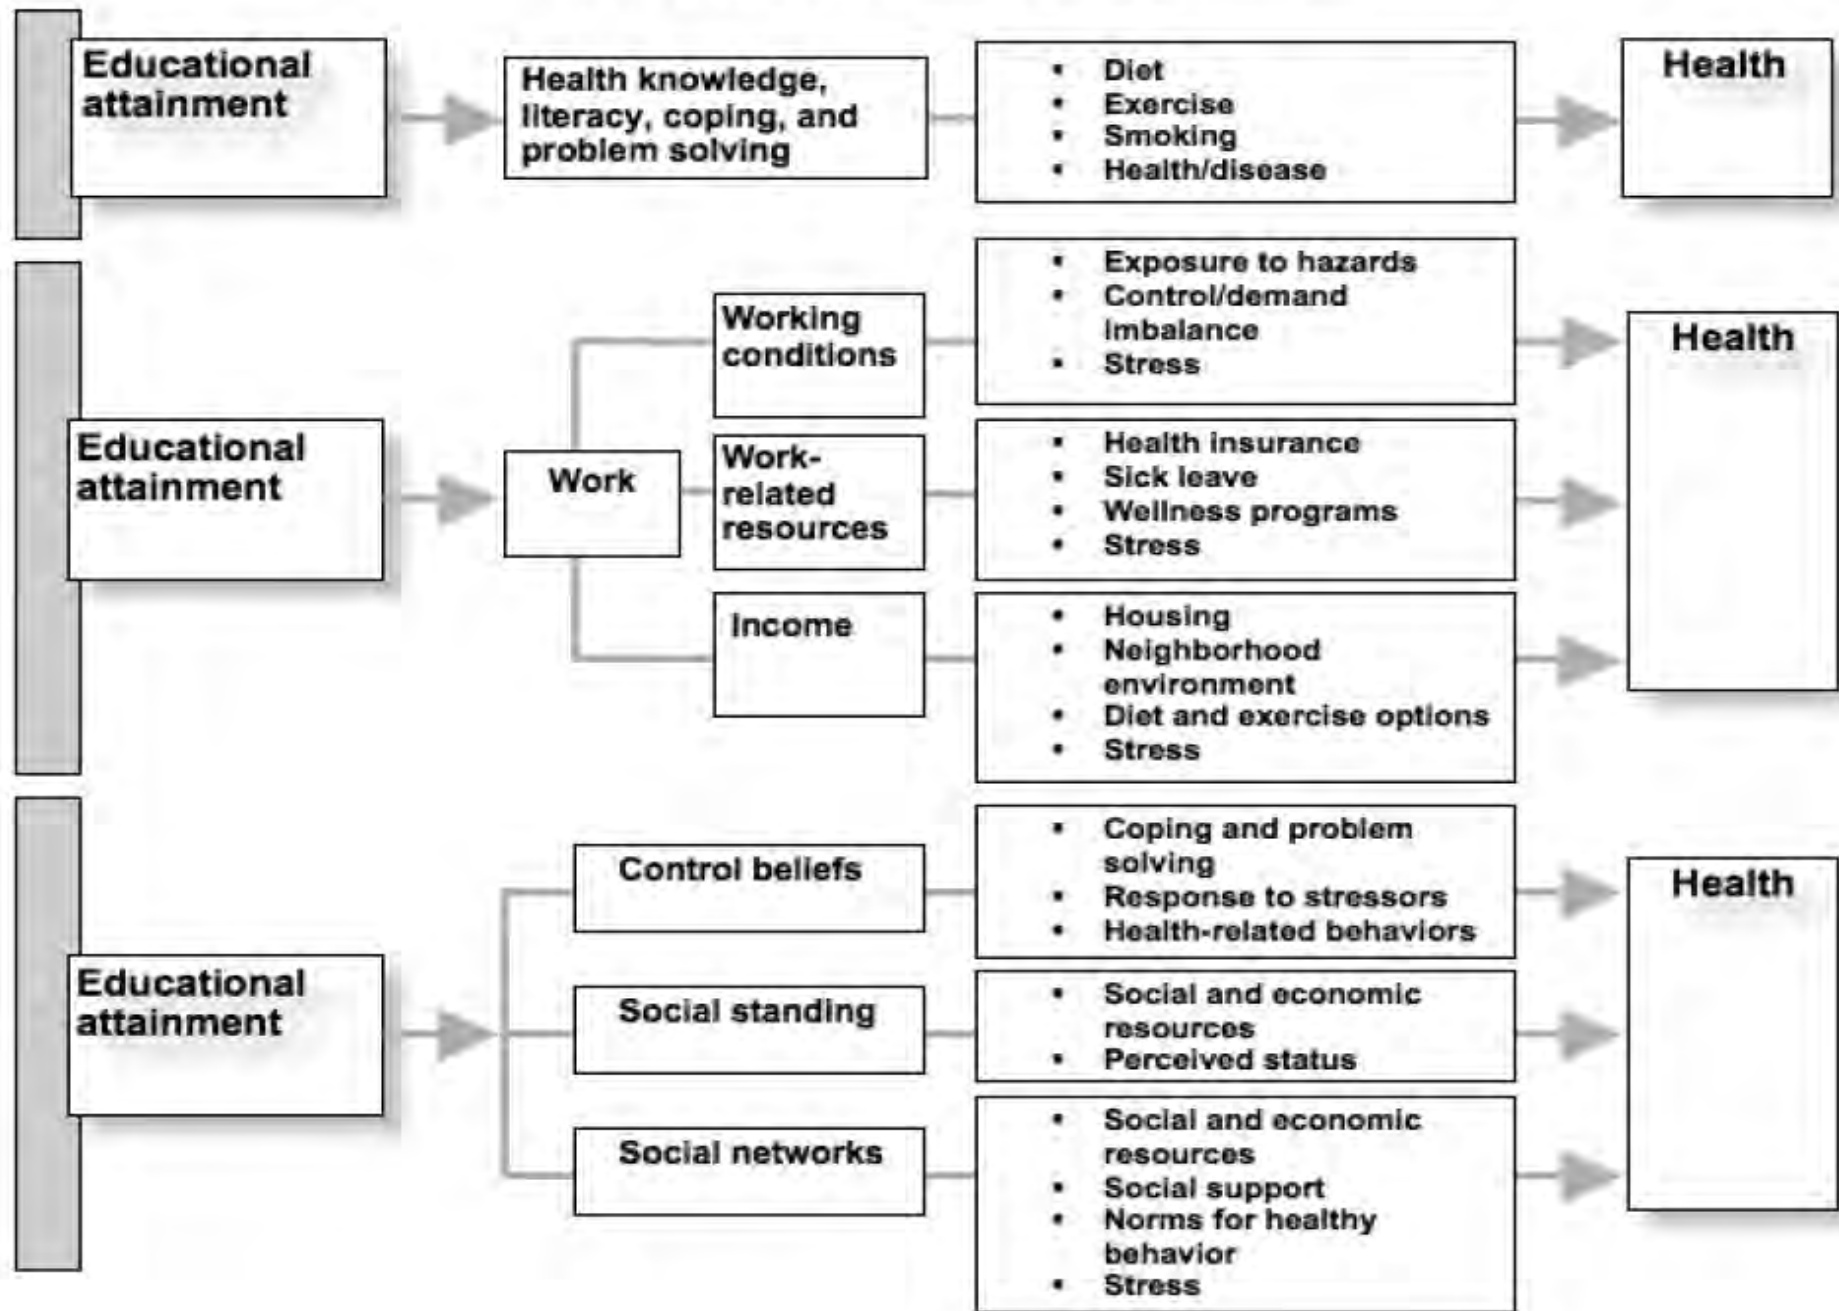 Educational
attainment
Health knowledge,
literacy, coping, and
problem solving
▪ Diet
▪ Exercise
▪ Smoking
▪ Health/disease
Health
Educational
attainment
Work
Working
conditions
▪ Exposure to hazards
▪ Control/demand
imbalance
▪ Stress
Work-
related
resources
▪ Health insurance
▪ Sick leave
▪ Wellness programs
▪ Stress
Income
▪ Housing
▪ Neighborhood
environment
▪ Diet and exercise options
▪ Stress
Health
Educational
attainment
Control beliefs
▪ Coping and problem
solving
▪ Response to stressors
▪ Health-related behaviors
Social standing
▪ Social and economic
resources
▪ Perceived status
Social networks
▪ Social and economic
resources
▪ Social support
▪ Norms for healthy
behavior
▪ Stress
Health